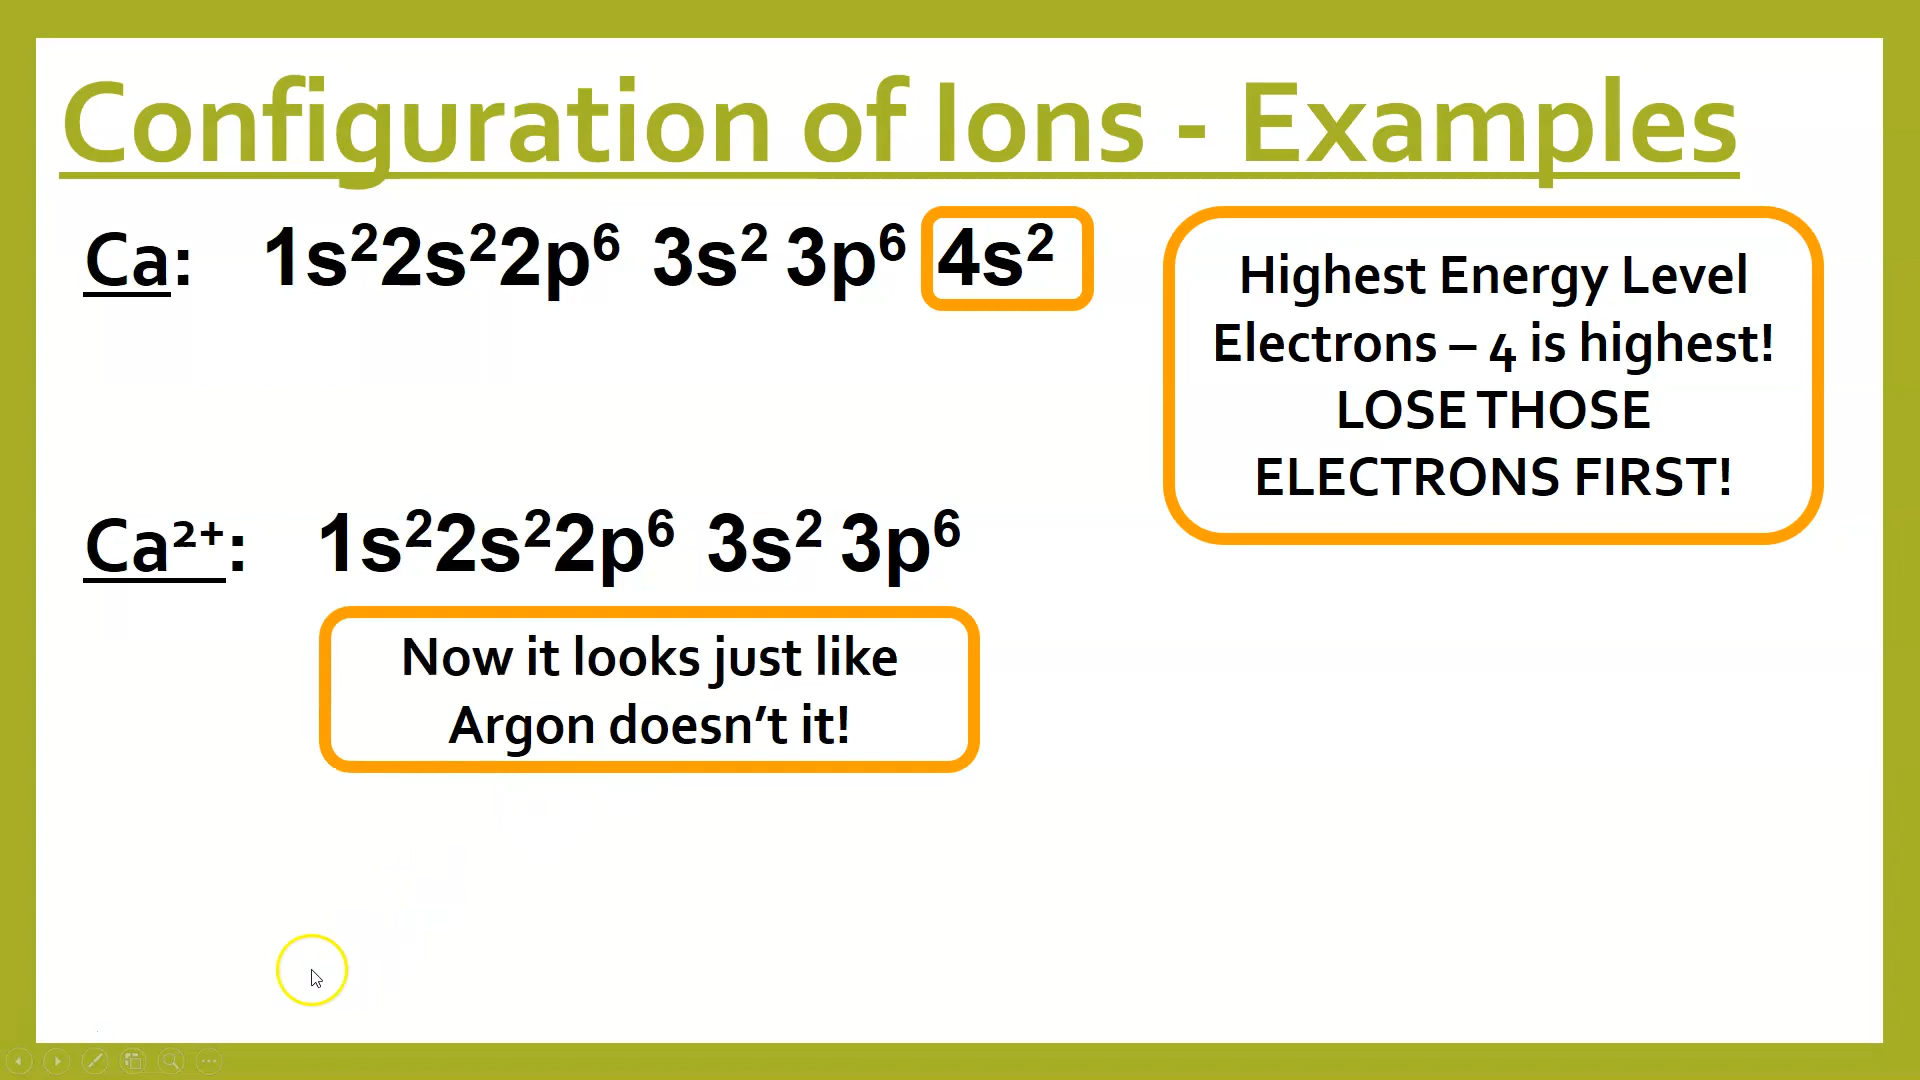 Configuration of Ions - Examples
Ca: 1s²2s²2p⁶ 3s² 3p⁶ 4s²
Highest Energy Level
Electrons – 4 is highest!
LOSE THOSE
ELECTRONS FIRST!
Ca²⁺: 1s²2s²2p⁶ 3s² 3p⁶
Now it looks just like
Argon doesn’t it!